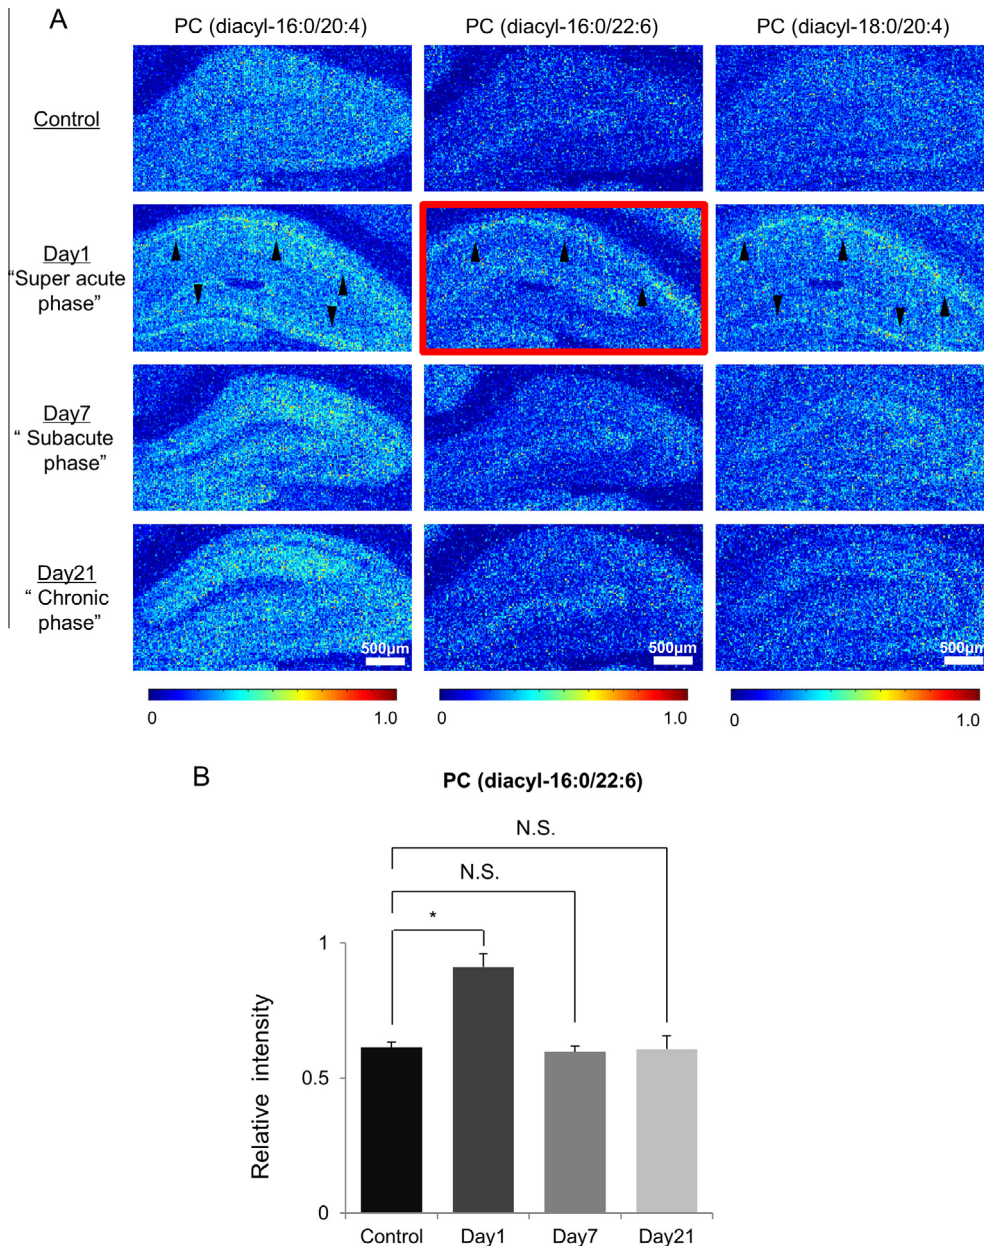 A
PC (diacyl-16:0/20:4) PC (diacyl-16:0/22:6) PC (diacyl-18:0/20:4)
Control
Day1
“Super acute
phase”
Day7
“ Subacute
phase”
Day21
“ Chronic
phase”
500μm 500μm 500μm
0 1.0 0 1.0 0 1.0
B
PC (diacyl-16:0/22:6)
N.S.
N.S.
*
1
0.5
0
Relative intensity
Control Day1 Day7 Day21